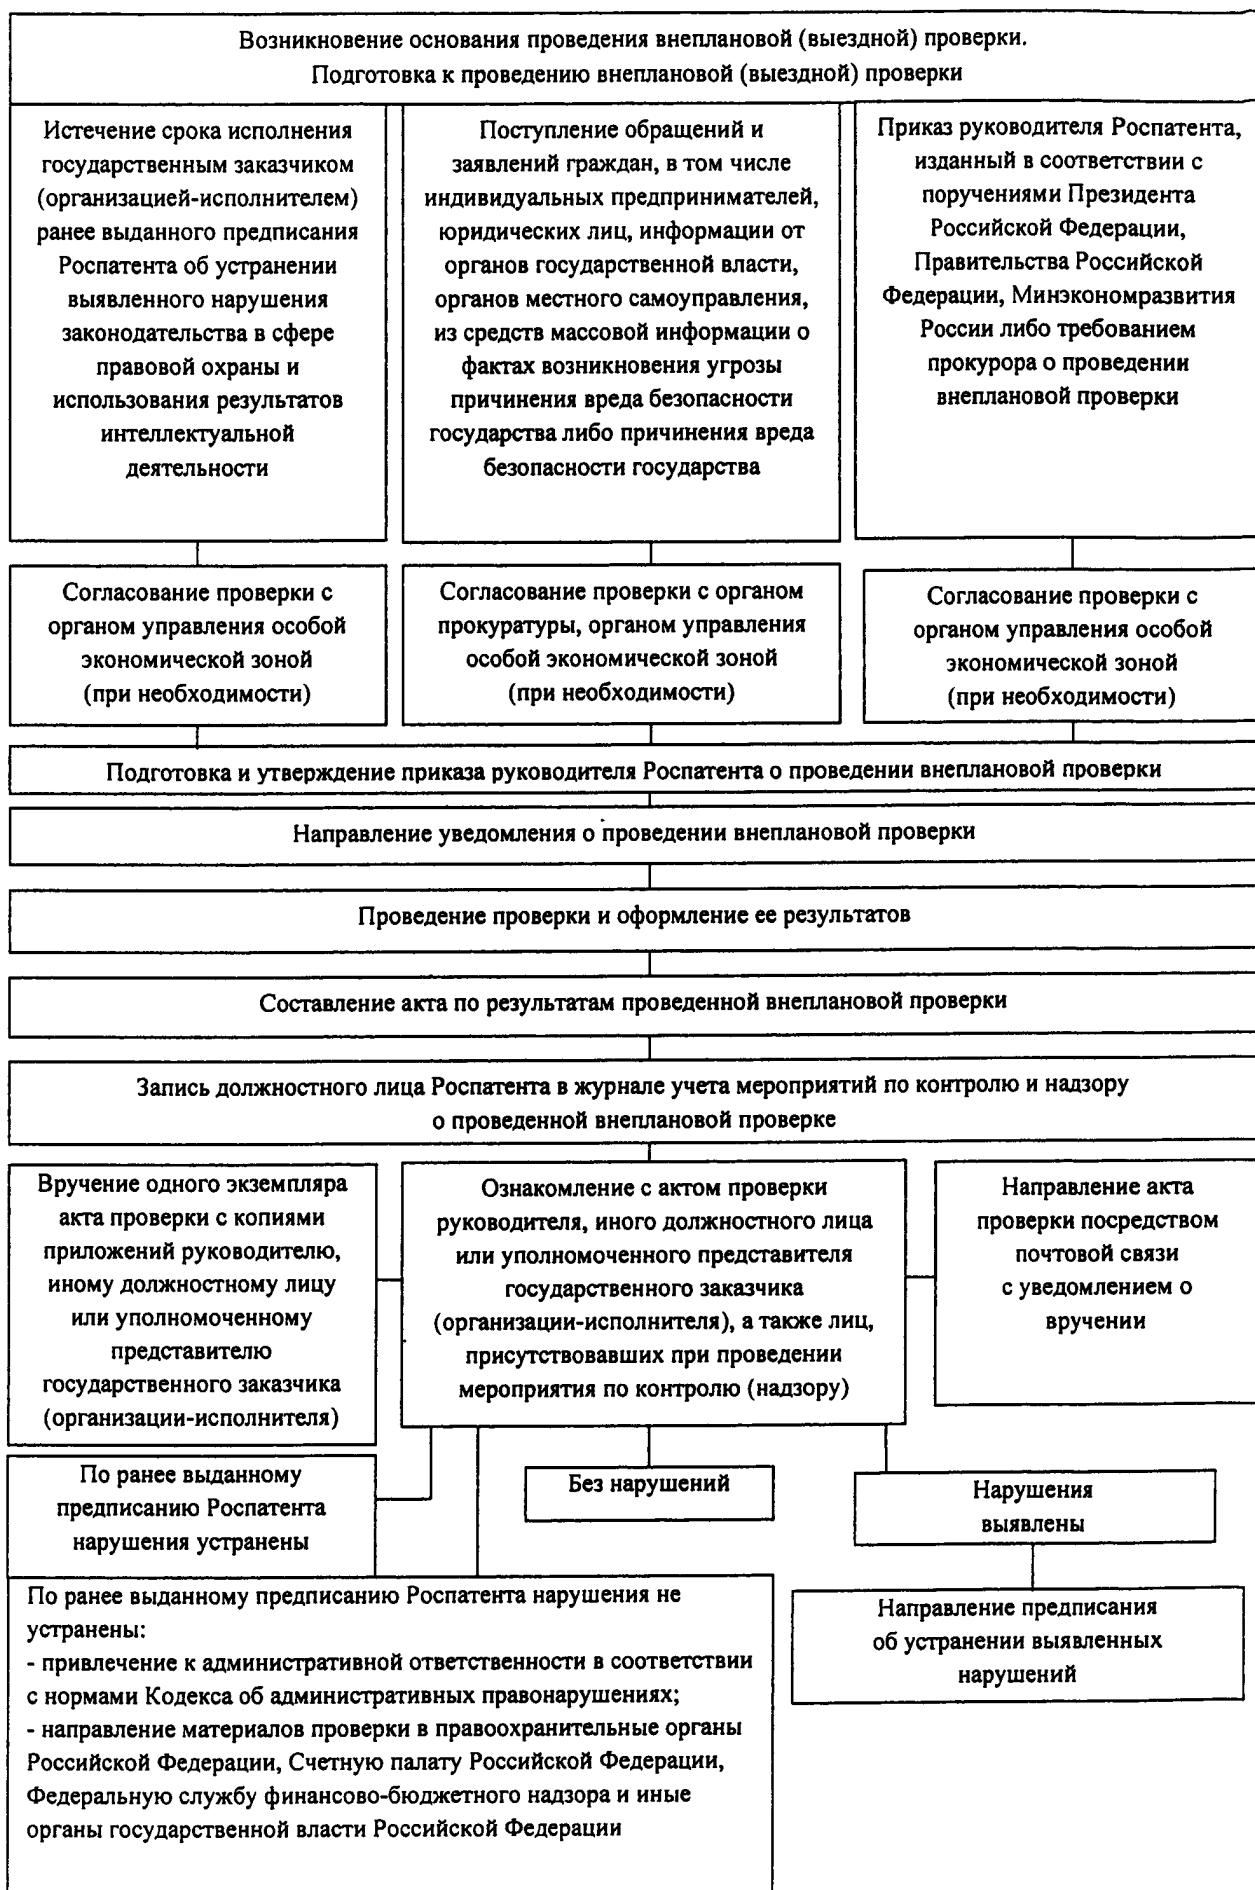 Возникновение основания проведения внеплановой (выездной) проверки.
Подготовка к проведению внеплановой (выездной) проверки
Истечение срока исполнения
государственным заказчиком
(организацией-исполнителем)
ранее выданного предписания
Роспатента об устранении
выявленного нарушения
законодательства в сфере
правовой охраны и
использования результатов
интеллектуальной
деятельности
Поступление обращений и
заявлений граждан, в том числе
индивидуальных предпринимателей,
юридических лиц, информации от
органов государственной власти,
органов местного самоуправления,
из средств массовой информации о
фактах возникновения угрозы
причинения вреда безопасности
государства либо причинения вреда
безопасности государства
Приказ руководителя Роспатента,
изданный в соответствии с
поручениями Президента
Российской Федерации,
Правительства Российской
Федерации, Минэкономразвития
России либо требованием
прокурора о проведении
внеплановой проверки
Согласование проверки с
органом управления особой
экономической зоной
(при необходимости)
Согласование проверки с органом
прокуратуры, органом управления
особой экономической зоной
(при необходимости)
Согласование проверки с
органом управления особой
экономической зоной
(при необходимости)
Подготовка и утверждение приказа руководителя Роспатента о проведении внеплановой проверки
Направление уведомления о проведении внеплановой проверки
Проведение проверки и оформление ее результатов
Составление акта по результатам проведенной внеплановой проверки
Запись должностного лица Роспатента в журнале учета мероприятий по контролю и надзору
о проведенной внеплановой проверке
Вручение одного экземпляра
акта проверки с копиями
приложений руководителю,
иному должностному лицу
или уполномоченному
представителю
государственного заказчика
(организации-исполнителя)
Ознакомление с актом проверки
руководителя, иного должностного лица
или уполномоченного представителя
государственного заказчика
(организации-исполнителя), а также лиц,
присутствовавших при проведении
мероприятия по контролю (надзору)
Направление акта
проверки посредством
почтовой связи
с уведомлением о
вручении
По ранее выданному
предписанию Роспатента
нарушения устранены
Без нарушений
Нарушения
выявлены
По ранее выданному предписанию Роспатента нарушения не
устранены:
- привлечение к административной ответственности в соответствии
с нормами Кодекса об административных правонарушениях;
- направление материалов проверки в правоохранительные органы
Российской Федерации, Счетную палату Российской Федерации,
Федеральную службу финансово-бюджетного надзора и иные
органы государственной власти Российской Федерации
Направление предписания
об устранении выявленных
нарушений